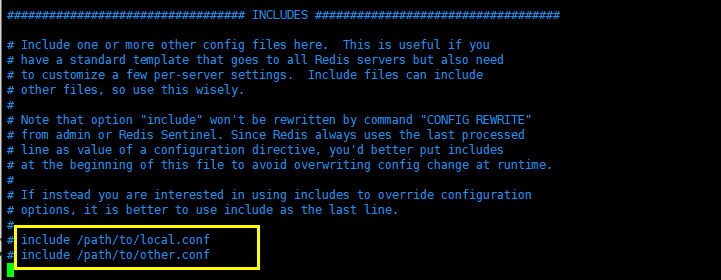 ################################ INCLUDES ###################################
# Include one or more other config files here.  This is useful if you
# have a standard template that goes to all Redis servers but also need
# to customize a few per-server settings.  Include files can include
# other files, so use this wisely.
#
# Note that option "include" won't be rewritten by command "CONFIG REWRITE"
# from admin or Redis Sentinel. Since Redis always uses the last processed
# line as value of a configuration directive, you'd better put includes
# at the beginning of this file to avoid overwriting config change at runtime.
#
# If instead you are interested in using includes to override configuration
# options, it is better to use include as the last line.
#
# include /path/to/local.conf
# include /path/to/other.conf